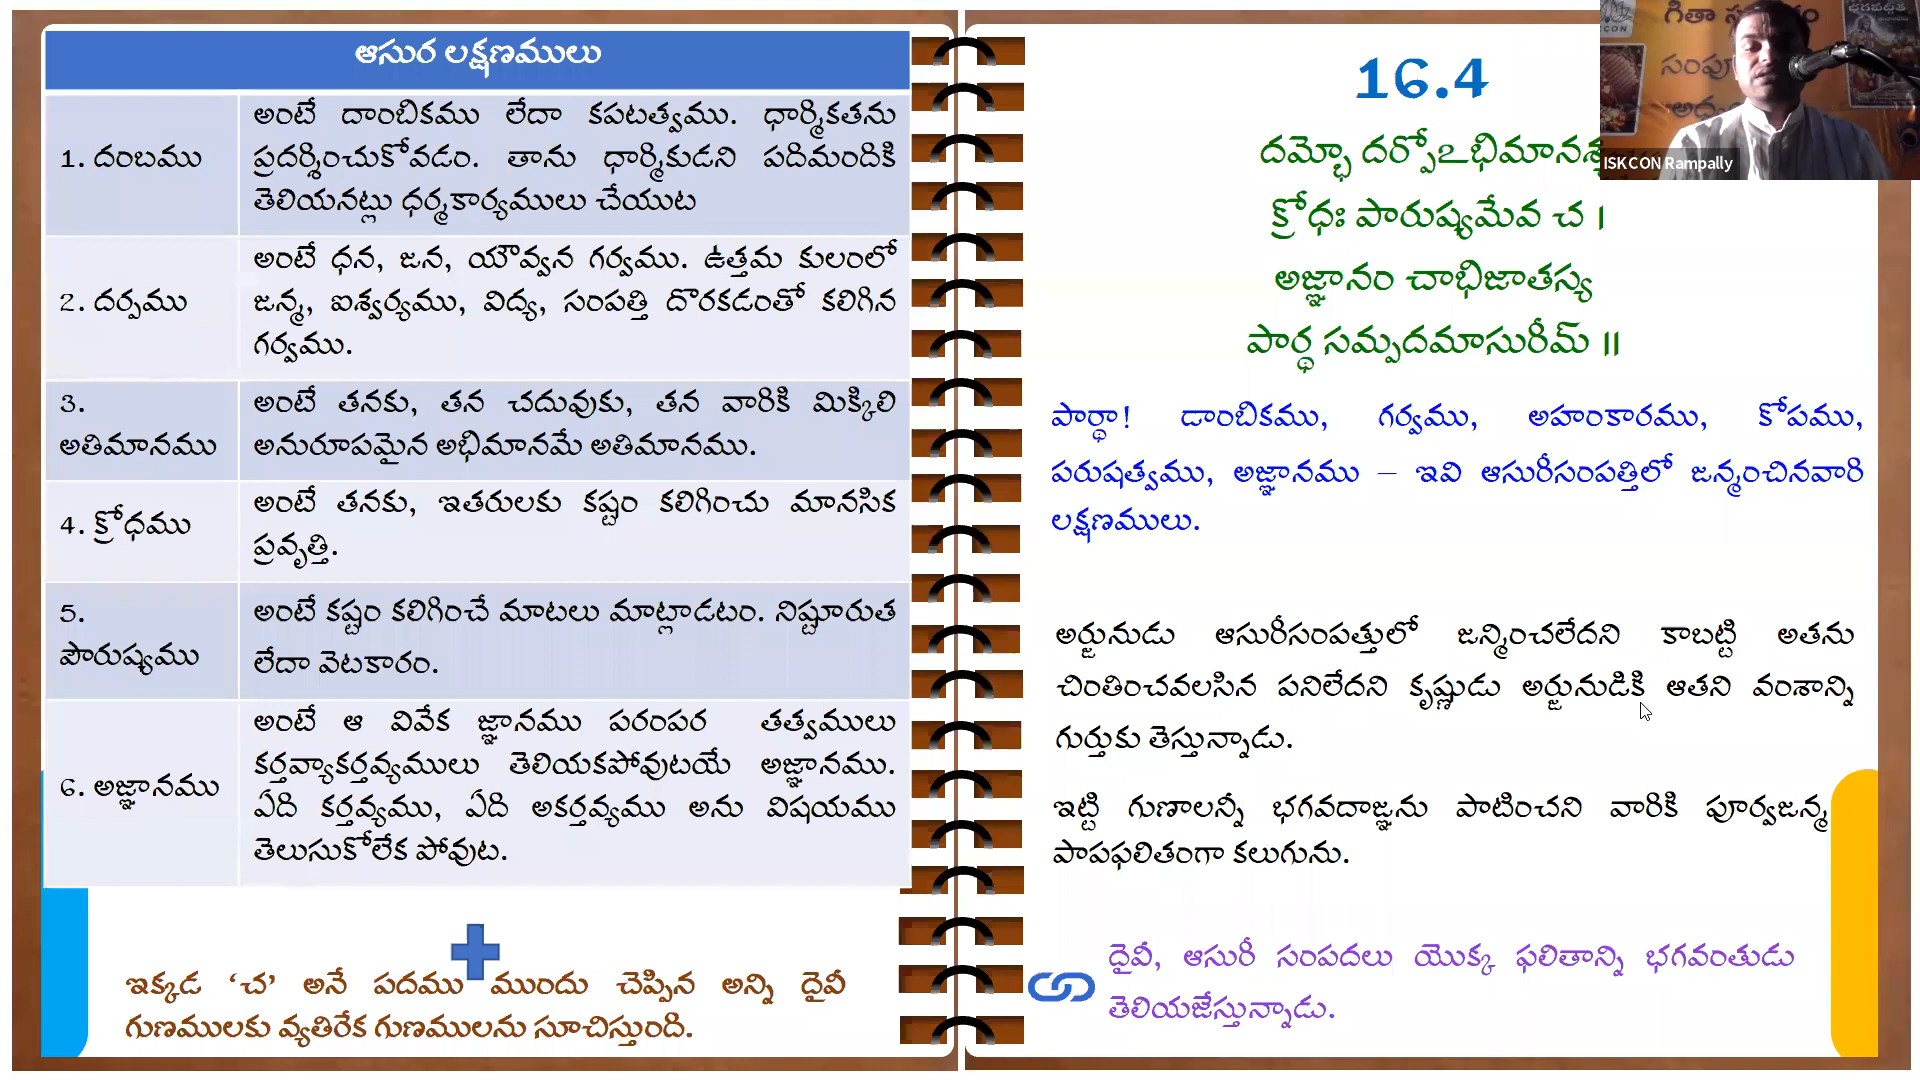 ఆసుర లక్షణములు
1. దంబము
అంటే దాంబికము లేదా కపటత్వము. ధార్మికతను
ప్రదర్శించుకోవడం. తాను ధార్మికుడని పదిమందికి
తెలియనట్లు ధర్మకార్యములు చేయుట
2. దర్పము
అంటే ధన, జన, యౌవ్వన గర్వము. ఉత్తమ కులంలో
జన్మ, ఐశ్వర్యము, విద్య, సంపత్తి దొరకడంతో కలిగిన
గర్వము.
3.
అతిమానము
అంటే తనకు, తన చదువుకు, తన వారికి మిక్కిలి
అనురూపమైన అభిమానమే అతిమానము.
4. క్రోధము
అంటే తనకు, ఇతరులకు కష్టం కలిగించు మానసిక
ప్రవృత్తి.
5.
పౌరుష్యము
అంటే కష్టం కలిగించే మాటలు మాట్లాడటం. నిష్టూరుత
లేదా వెటకారం.
6. అజ్ఞానము
అంటే ఆ వివేక జ్ఞానము పరంపర తత్వములు
కర్తవ్యాకర్తవ్యములు తెలియకపోవుటయే అజ్ఞానము.
ఏది కర్తవ్యము, ఏది అకర్తవ్యము అను విషయము
తెలుసుకోలేక పోవుట.
ఇక్కడ ‘చ’ అనే పదము ముందు చెప్పిన అన్ని దైవీ
గుణములకు వ్యతిరేక గుణములను సూచిస్తుంది.
16.4
దమ్భో దర్పోఽభిమానశ్చ
క్రోధః పారుష్యమేవ చ ।
అజ్ఞానం చాభిజాతస్య
పార్థ సమ్పదమాసురీమ్ ॥
పార్థా! డాంబికము, గర్వము, అహంకారము, కోపము,
పరుషత్వము, అజ్ఞానము – ఇవి ఆసురీసంపత్తిలో జన్మంచినవారి
లక్షణములు.
అర్జునుడు ఆసురీసంపత్తులో జన్మించలేదని కాబట్టి అతను
చింతించవలసిన పనిలేదని కృష్ణుడు అర్జునుడికి ఆతని వంశాన్ని
గుర్తుకు తెస్తున్నాడు.
ఇట్టి గుణాలన్నీ భగవదాజ్ఞను పాటించని వారికి పూర్వజన్మ
పాపఫలితంగా కలుగును.
దైవీ, ఆసురీ సంపదలు యొక్క ఫలితాన్ని భగవంతుడు
తెలియజేస్తున్నాడు.
ISKCON Rampally